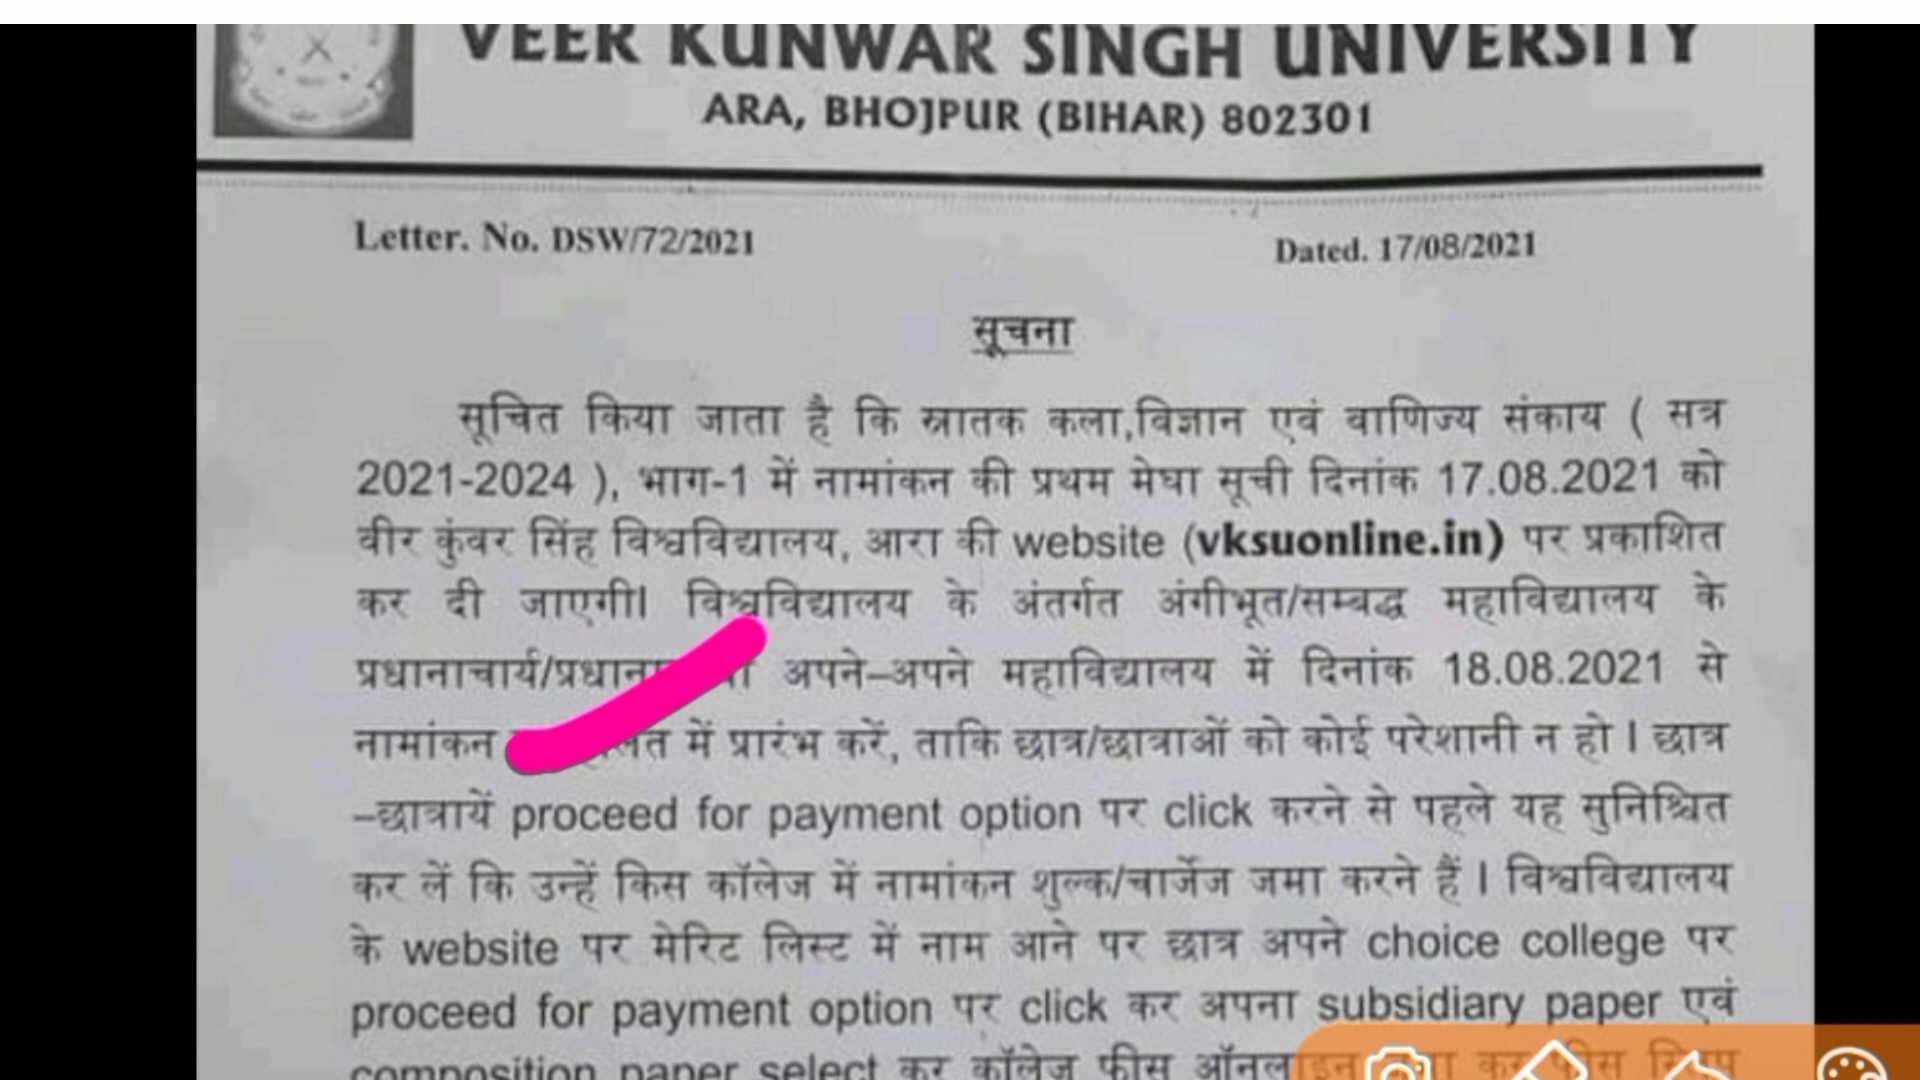 VEER KUNWAR SINGH UNIVERSITY
ARA, BHOJPUR (BIHAR) 802301
Letter. No. DSW/72/2021
Dated. 17/08/2021
सूचना
सूचित किया जाता है कि स्नातक कला,विज्ञान एवं वाणिज्य संकाय ( सत्र
2021-2024 ), भाग-1 में नामांकन की प्रथम मेघा सूची दिनांक 17.08.2021 को
वीर कुंवर सिंह विश्वविद्यालय, आरा की website (vksuonline.in) पर प्रकाशित
कर दी जाएगी। विश्वविद्यालय के अंतर्गत अंगीभूत/सम्बद्ध महाविद्यालय के
प्रधानाचार्य/ अपने–अपने महाविद्यालय में दिनांक 18.08.2021 से
नामांकन में प्रारंभ करें, ताकि छात्र/छात्राओं को कोई परेशानी न हो । छात्र
–छात्रायें proceed for payment option पर click करने से पहले यह सुनिश्चित
कर लें कि उन्हें किस कॉलेज में नामांकन शुल्क/चार्जेज जमा करने हैं । विश्वविद्यालय
के website पर मेरिट लिस्ट में नाम आने पर छात्र अपने choice college पर
proceed for payment option पर click कर अपना subsidiary paper एवं
composition paper select कर कॉलेज फीस